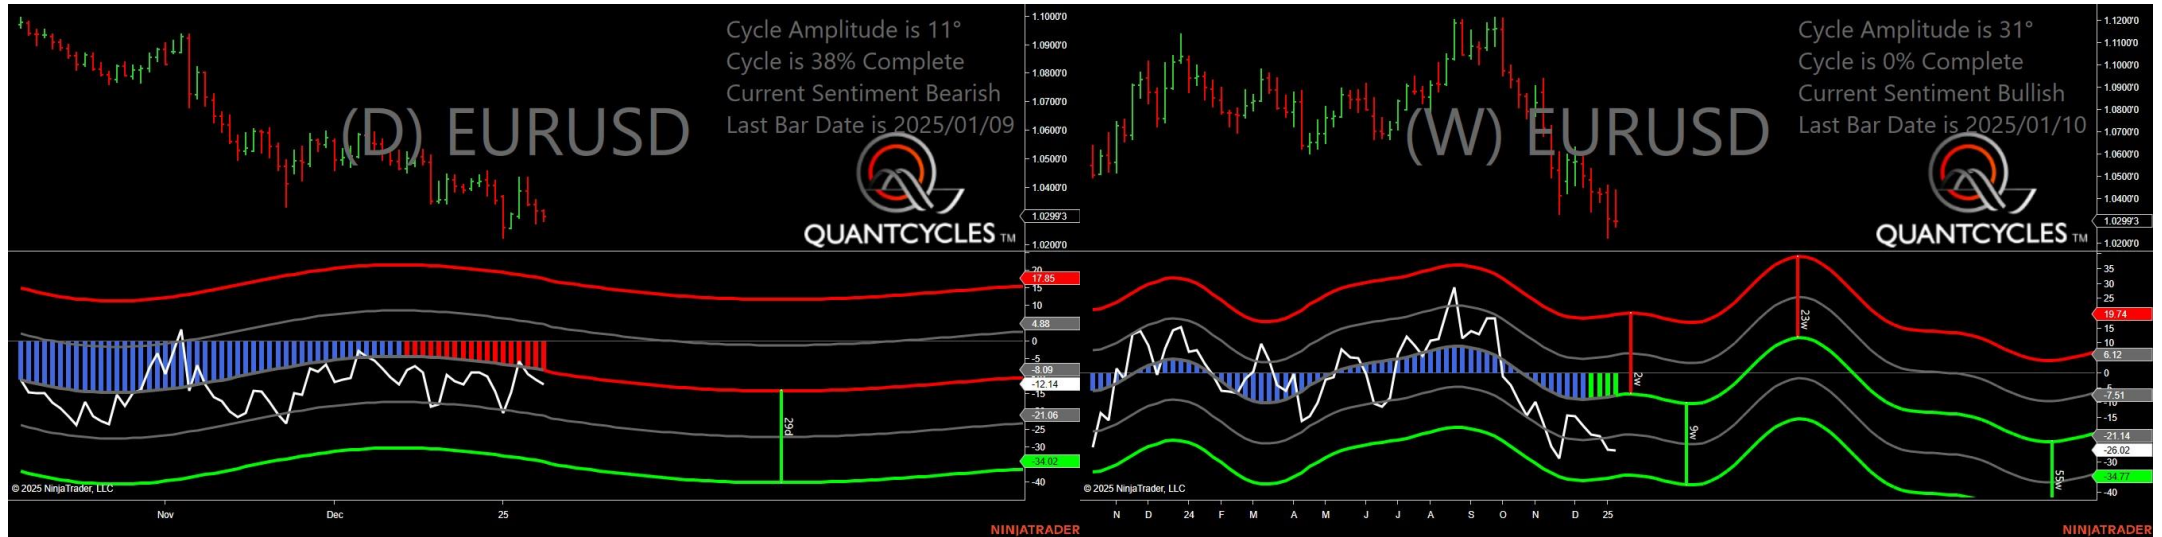 Cycle Amplitude is 11°
Cycle is 38% Complete
Current Sentiment Bearish
Last Bar Date is 2025/01/09
(D) EURUSD
QUANTCYCLES TM
1.1000'0
1.0900'0
1.0800'0
1.0700'0
1.0600'0
1.0500'0
1.0400'0
1.0299'3
1.0200'0
20
17.85
15
10
4.88
0
-5
-8.09
-12.14
-15
-21.06
-25
-30
-34.02
-40
29d
© 2025 NinjaTrader, LLC
Nov
Dec
25
NINJATRADER
Cycle Amplitude is 31°
Cycle is 0% Complete
Current Sentiment Bullish
Last Bar Date is 2025/01/10
(W) EURUSD
QUANTCYCLES TM
1.1200'0
1.1100'0
1.1000'0
1.0900'0
1.0800'0
1.0700'0
1.0600'0
1.0500'0
1.0400'0
1.0299'3
1.0200'0
35
30
25
19.74
15
10
6.12
0
-5
-7.51
-10
-15
-21.14
-26.02
-30
-34.77
-40
2w
9w
23w
55w
© 2025 NinjaTrader, LLC
N D 24 F M A M J J A S O N D 25
NINJATRADER